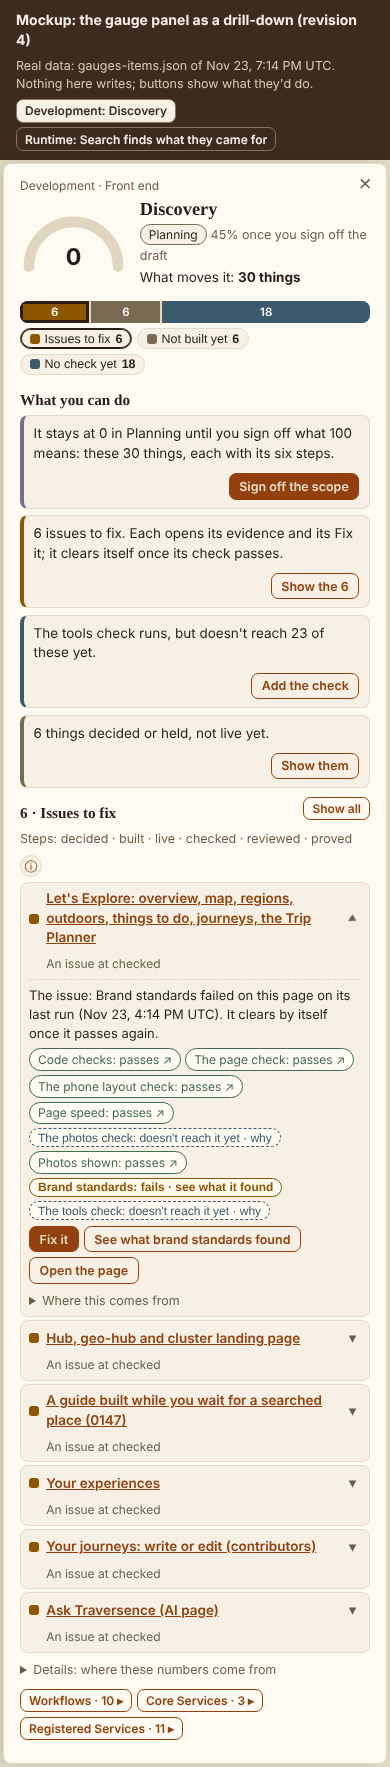 Mockup: the gauge panel as a drill-down (revision
4)
Real data: gauges-items.json of Nov 23, 7:14 PM UTC.
Nothing here writes; buttons show what they'd do.
Development: Discovery
Runtime: Search finds what they came for
Development · Front end
✕
Discovery
Planning 45% once you sign off the
draft
0
What moves it: 30 things
6 6 18
Issues to fix 6 Not built yet 6
No check yet 18
What you can do
It stays at 0 in Planning until you sign off what 100
means: these 30 things, each with its six steps.
Sign off the scope
6 issues to fix. Each opens its evidence and its Fix
it; it clears itself once its check passes.
Show the 6
The tools check runs, but doesn't reach 23 of
these yet.
Add the check
6 things decided or held, not live yet.
Show them
6 · Issues to fix
Show all
Steps: decided · built · live · checked · reviewed · proved
ⓘ
Let's Explore: overview, map, regions,
outdoors, things to do, journeys, the Trip ▲
Planner
An issue at checked
The issue: Brand standards failed on this page on its
last run (Nov 23, 4:14 PM UTC). It clears by itself
once it passes again.
Code checks: passes ↗ The page check: passes ↗
The phone layout check: passes ↗
Page speed: passes ↗
The photos check: doesn't reach it yet · why
Photos shown: passes ↗
Brand standards: fails · see what it found
The tools check: doesn't reach it yet · why
Fix it See what brand standards found
Open the page
▶ Where this comes from
Hub, geo-hub and cluster landing page ▼
An issue at checked
A guide built while you wait for a searched
place (0147) ▼
An issue at checked
Your experiences ▼
An issue at checked
Your journeys: write or edit (contributors) ▼
An issue at checked
Ask Traversence (AI page) ▼
An issue at checked
▶ Details: where these numbers come from
Workflows · 10 ▸ Core Services · 3 ▸
Registered Services · 11 ▸